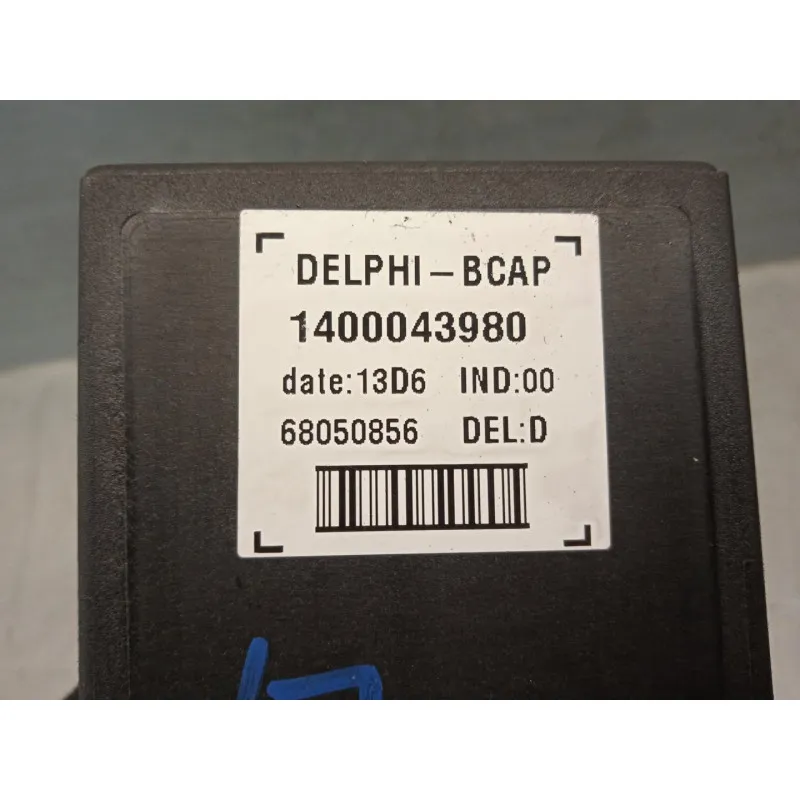 DELPHI-BCAP
1400043980
date:13D6 IND:00
68050856 DEL:D